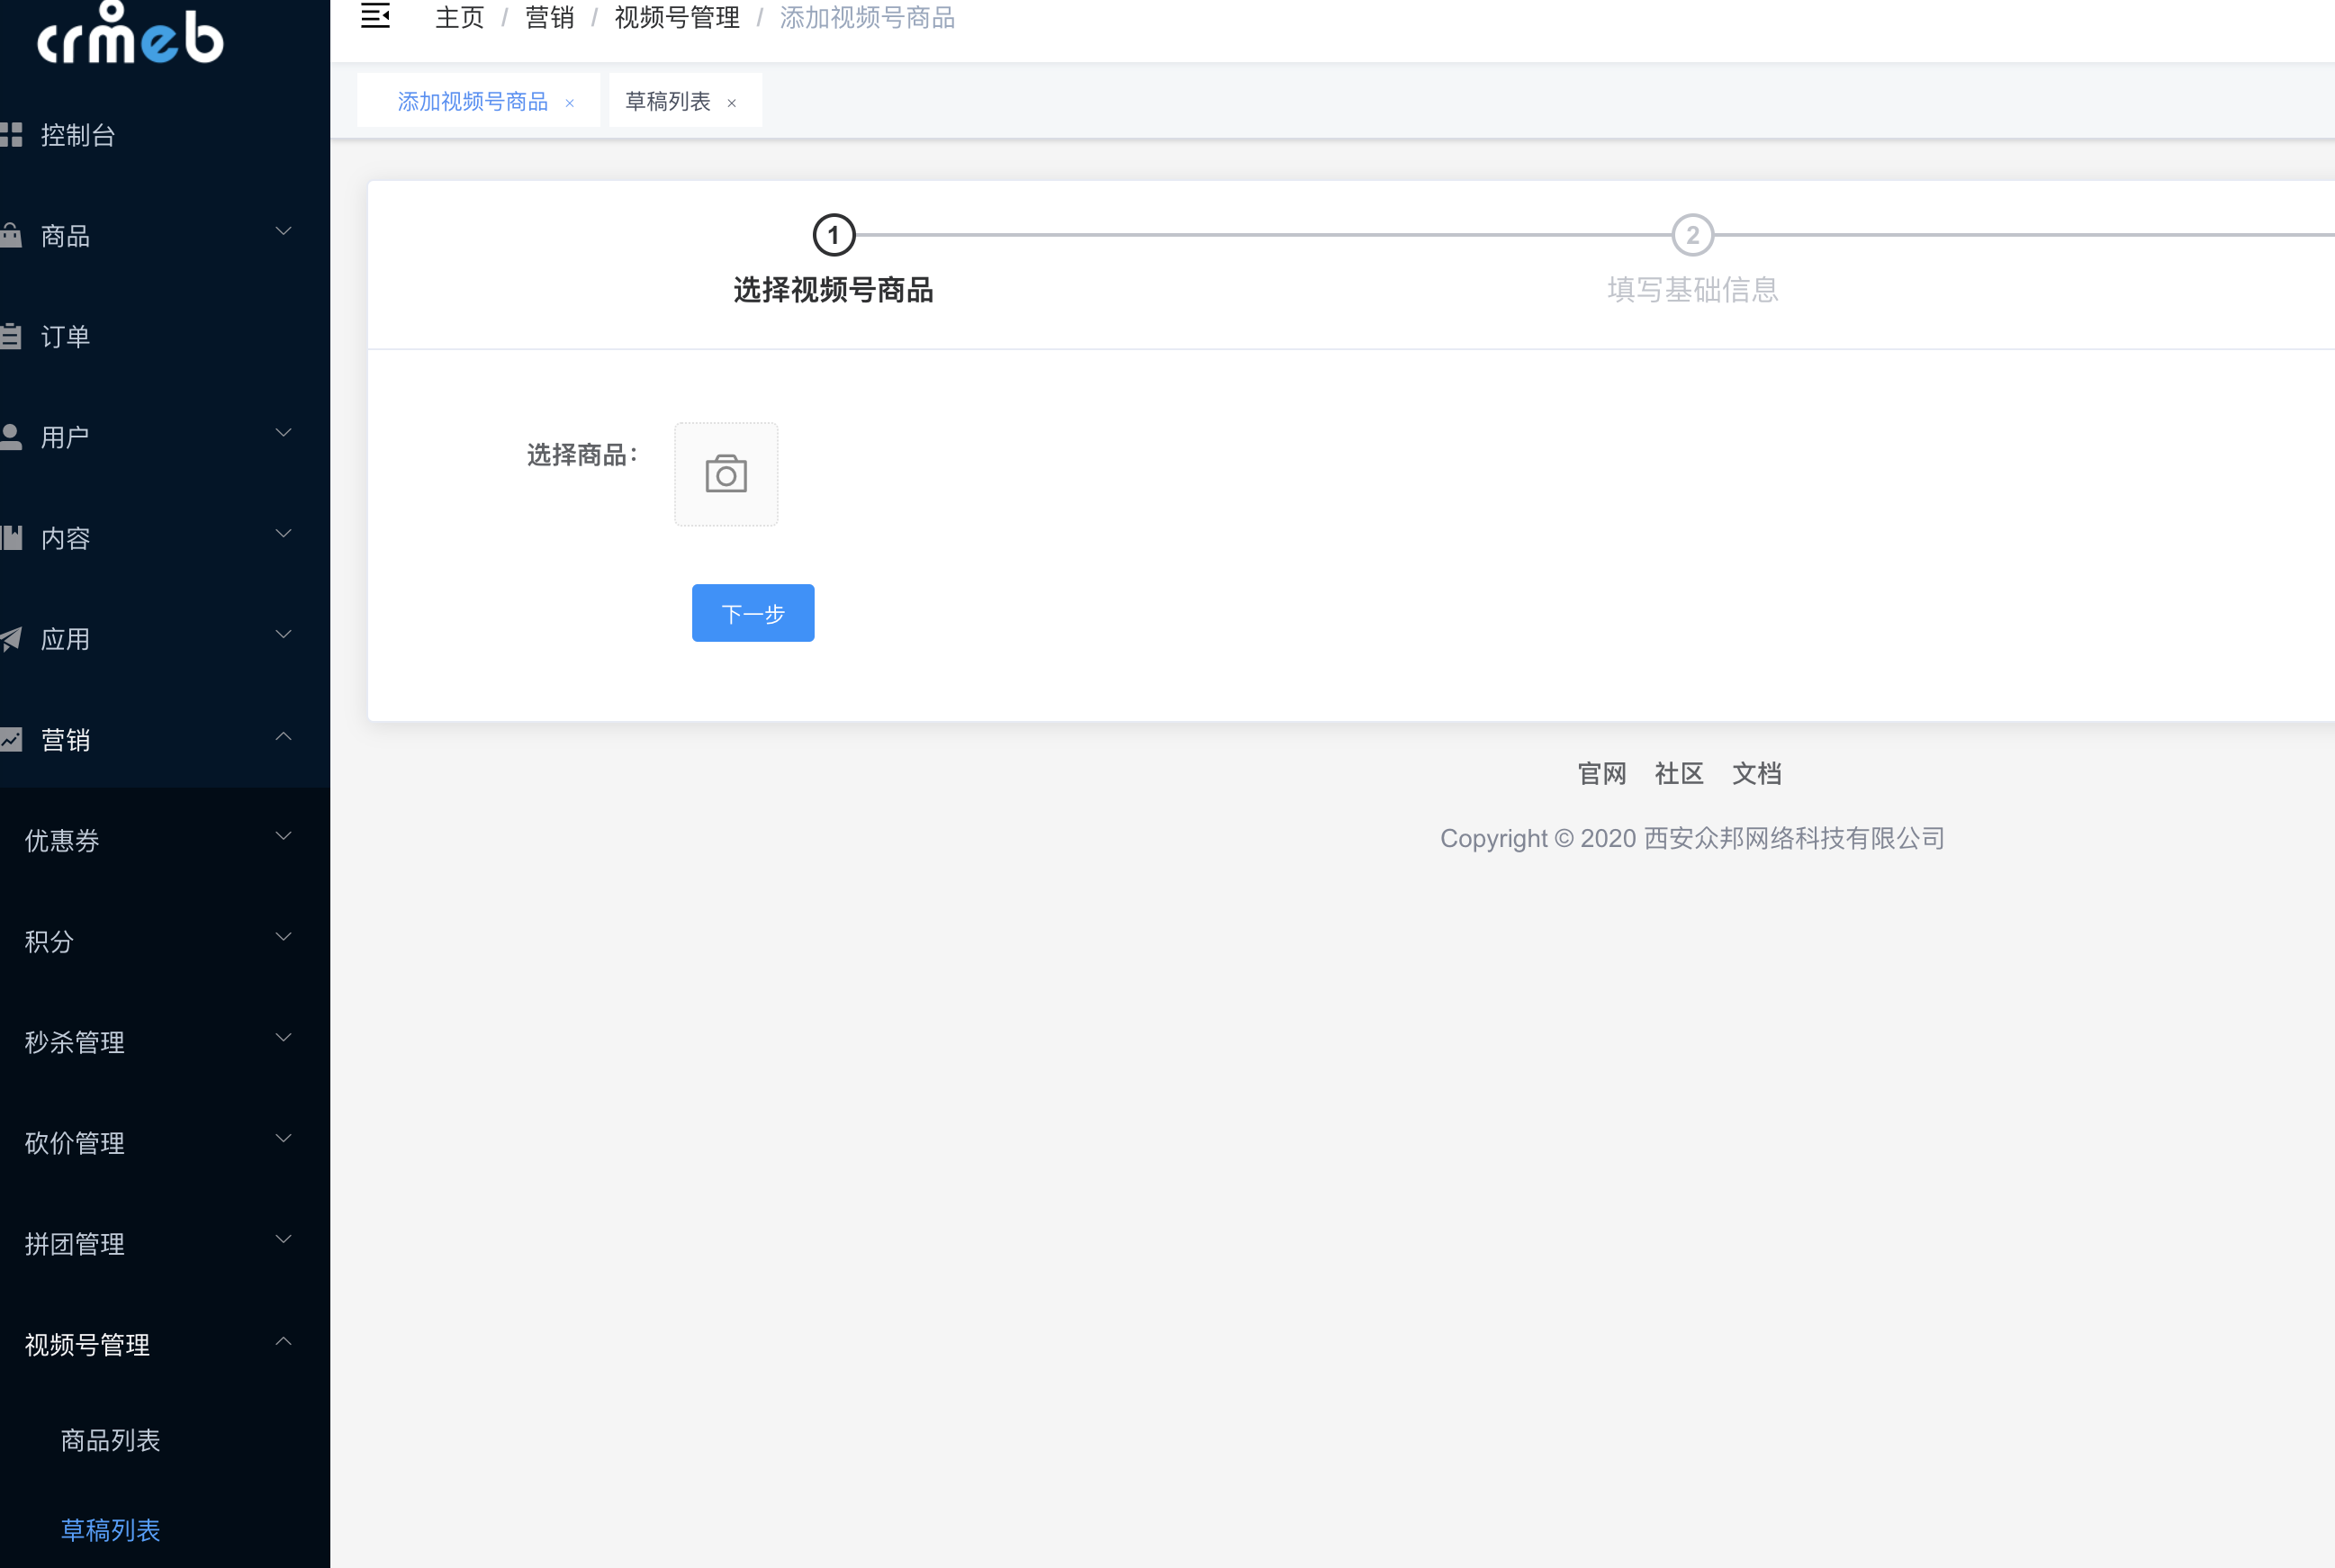 crmeb
主页 / 营销 / 视频号管理 / 添加视频号商品
添加视频号商品 × 草稿列表 ×
控制台
商品
订单
用户
内容
应用
营销
优惠券
积分
秒杀管理
砍价管理
拼团管理
视频号管理
商品列表
草稿列表
1 2
选择视频号商品 填写基础信息
选择商品：
下一步
官网 社区 文档
Copyright © 2020 西安众邦网络科技有限公司